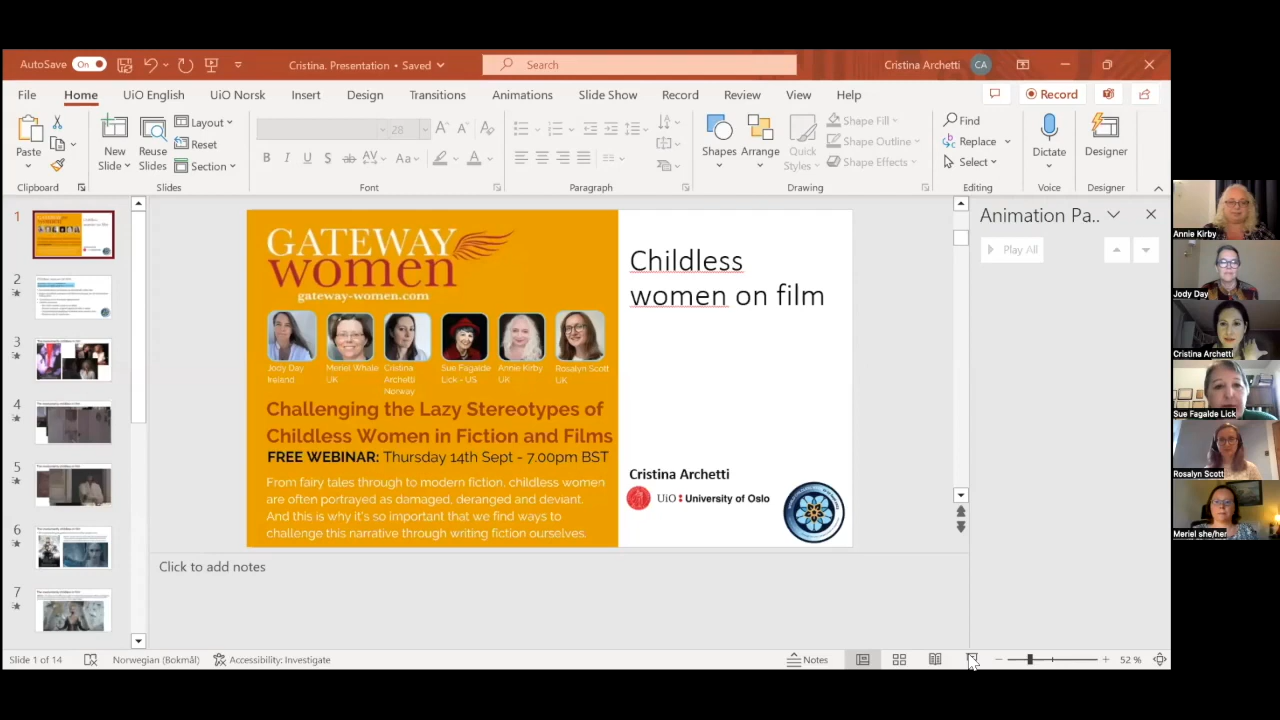 AutoSave On
Cristina. Presentation • Saved
Search
Cristina Archetti CA
File Home UiO English UiO Norsk Insert Design Transitions Animations Slide Show Record Review View Help
Record
Paste
Clipboard
New Slide
Reuse Slides
Layout
Reset
Section
Slides
28
Font
Paragraph
Shapes
Arrange
Quick Styles
Shape Fill
Shape Outline
Shape Effects
Drawing
Find
Replace
Select
Editing
Dictate
Voice
Designer
Designer
1
2
3
4
5
6
7
GATEWAY
women
gateway-women.com
Jody Day
Ireland
Meriel Whale
UK
Cristina
Archetti
Norway
Sue Fagalde
Lick - US
Annie Kirby
UK
Rosalyn Scott
UK
Challenging the Lazy Stereotypes of
Childless Women in Fiction and Films
FREE WEBINAR: Thursday 14th Sept - 7.00pm BST
From fairy tales through to modern fiction, childless women
are often portrayed as damaged, deranged and deviant.
And this is why it's so important that we find ways to
challenge this narrative through writing fiction ourselves.
Childless
women on film
Cristina Archetti
UiO : University of Oslo
Animation Pa..
Play All
Annie Kirby
Jody Day
Cristina Archetti
Sue Fagalde Lick
Rosalyn Scott
Meriel she/her
Click to add notes
Slide 1 of 14
Norwegian (Bokmål)
Accessibility: Investigate
Notes
52 %